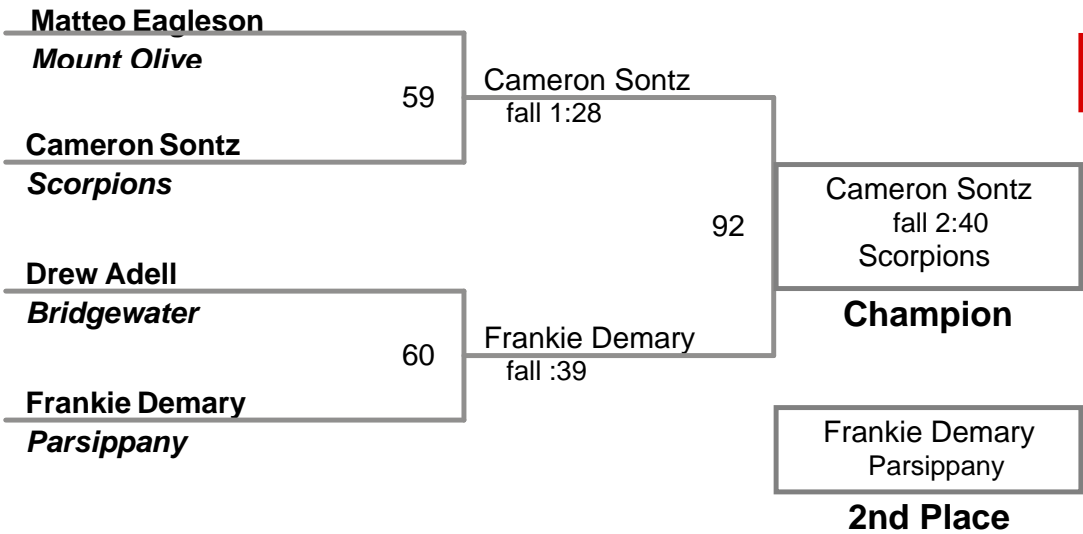 Matteo Eagleson
Mount Olive
59
Cameron Sontz
fall 1:28
Cameron Sontz
Scorpions
92
Cameron Sontz
fall 2:40
Scorpions
Champion
Drew Adell
Bridgewater
60
Frankie Demary
fall :39
Frankie Demary
Parsippany
Frankie Demary
Parsippany
2nd Place